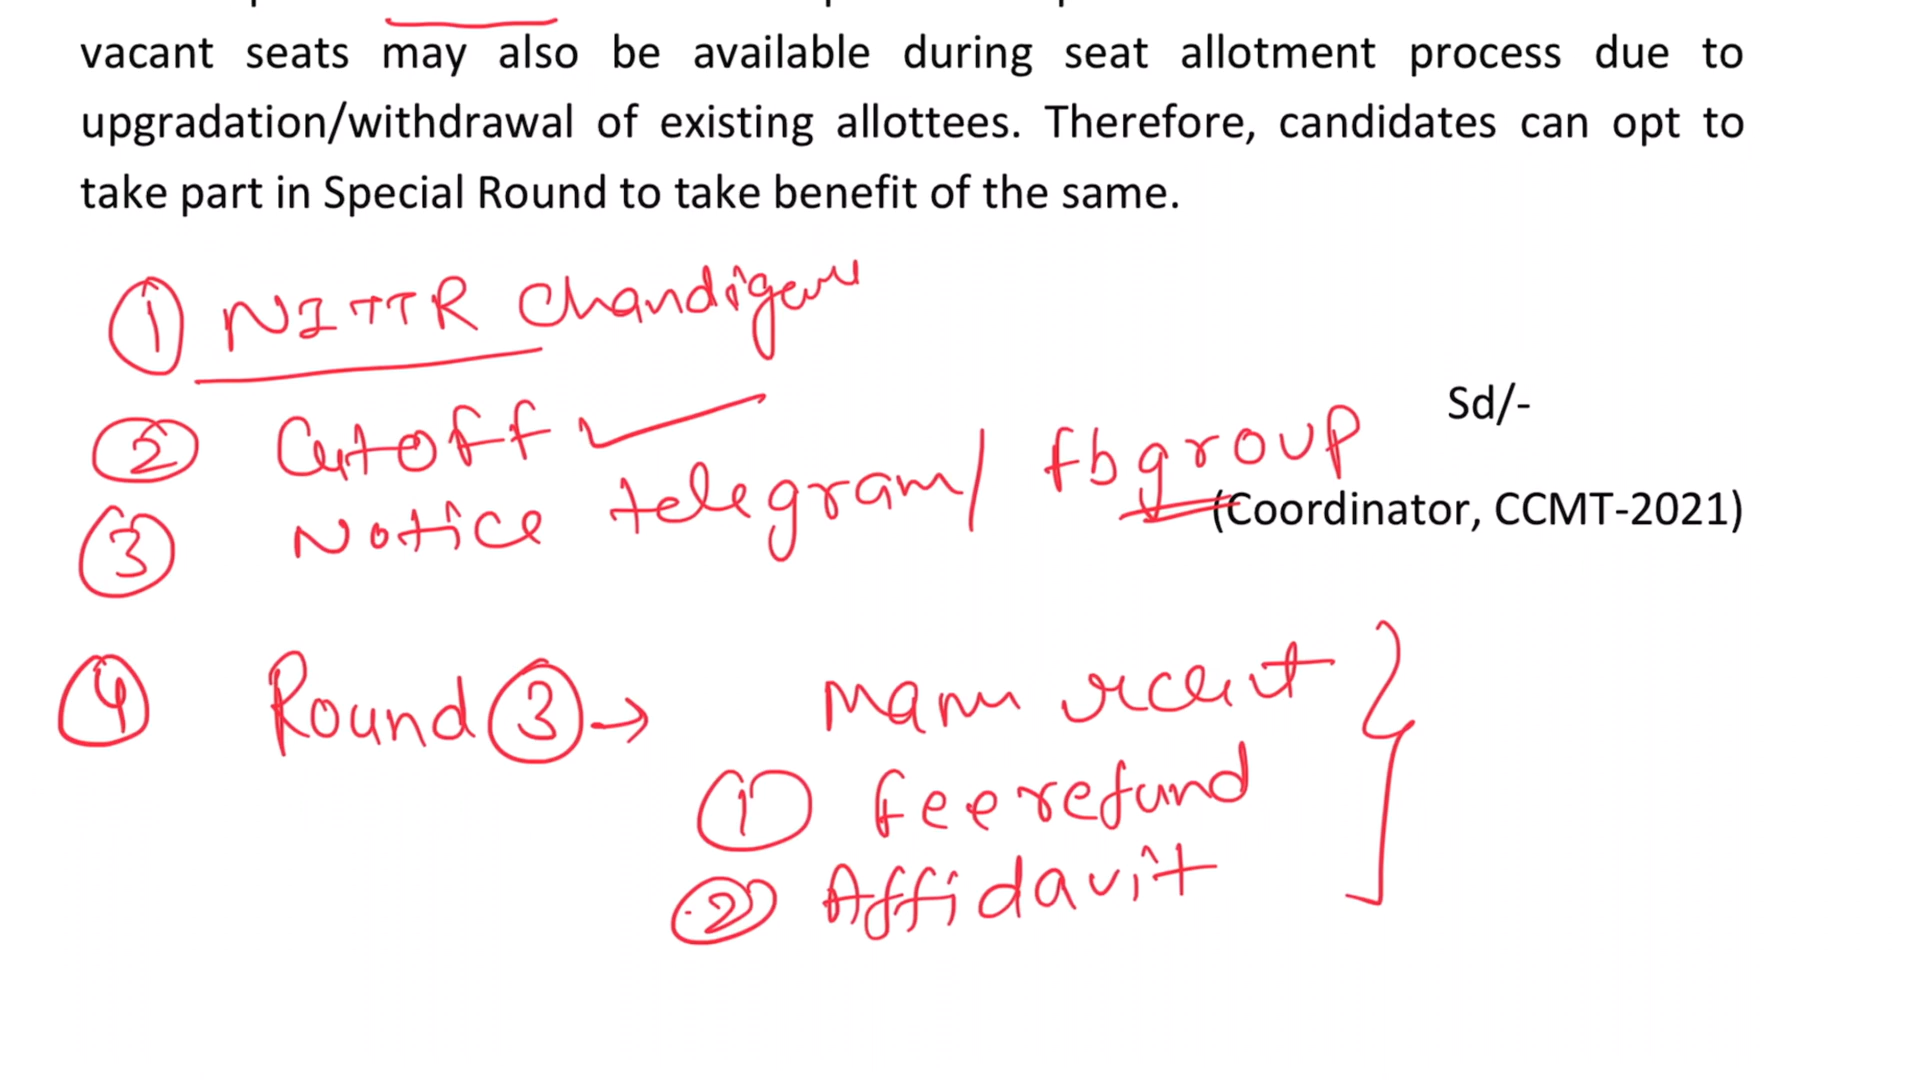 vacant seats may also be available during seat allotment process due to
upgradation/withdrawal of existing allottees. Therefore, candidates can opt to
take part in Special Round to take benefit of the same.
1 NITTR
2 Cutoff
Sd/-
3 Notice telegram/ fbgroup
(Coordinator, CCMT-2021)
4 Round 3 →
1 fee refund
2 Affidavit